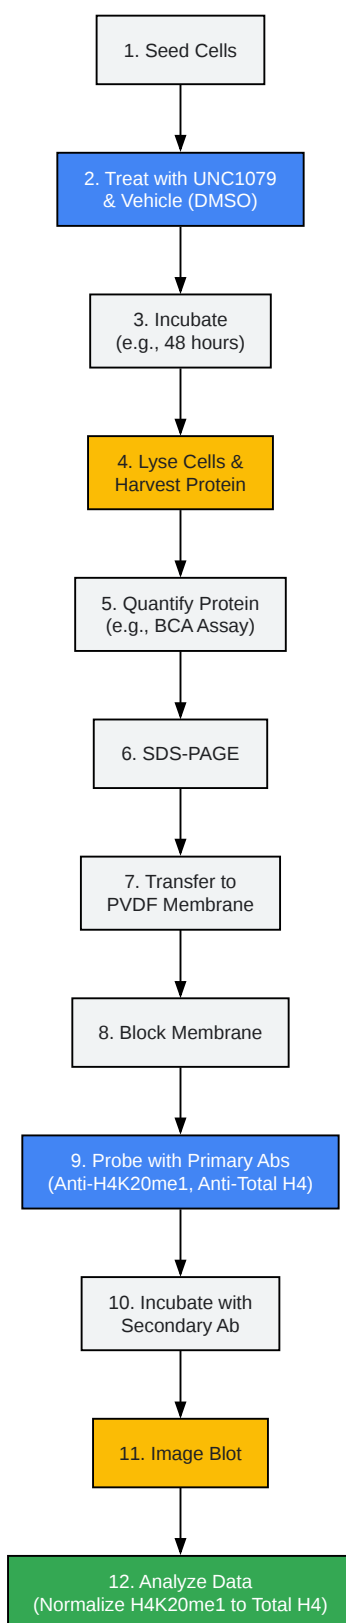 1. Seed Cells
2. Treat with UNC1079
& Vehicle (DMSO)
3. Incubate
(e.g., 48 hours)
4. Lyse Cells &
Harvest Protein
5. Quantify Protein
(e.g., BCA Assay)
6. SDS-PAGE
7. Transfer to
PVDF Membrane
8. Block Membrane
9. Probe with Primary Abs
(Anti-H4K20me1, Anti-Total H4)
10. Incubate with
Secondary Ab
11. Image Blot
12. Analyze Data
(Normalize H4K20me1 to Total H4)